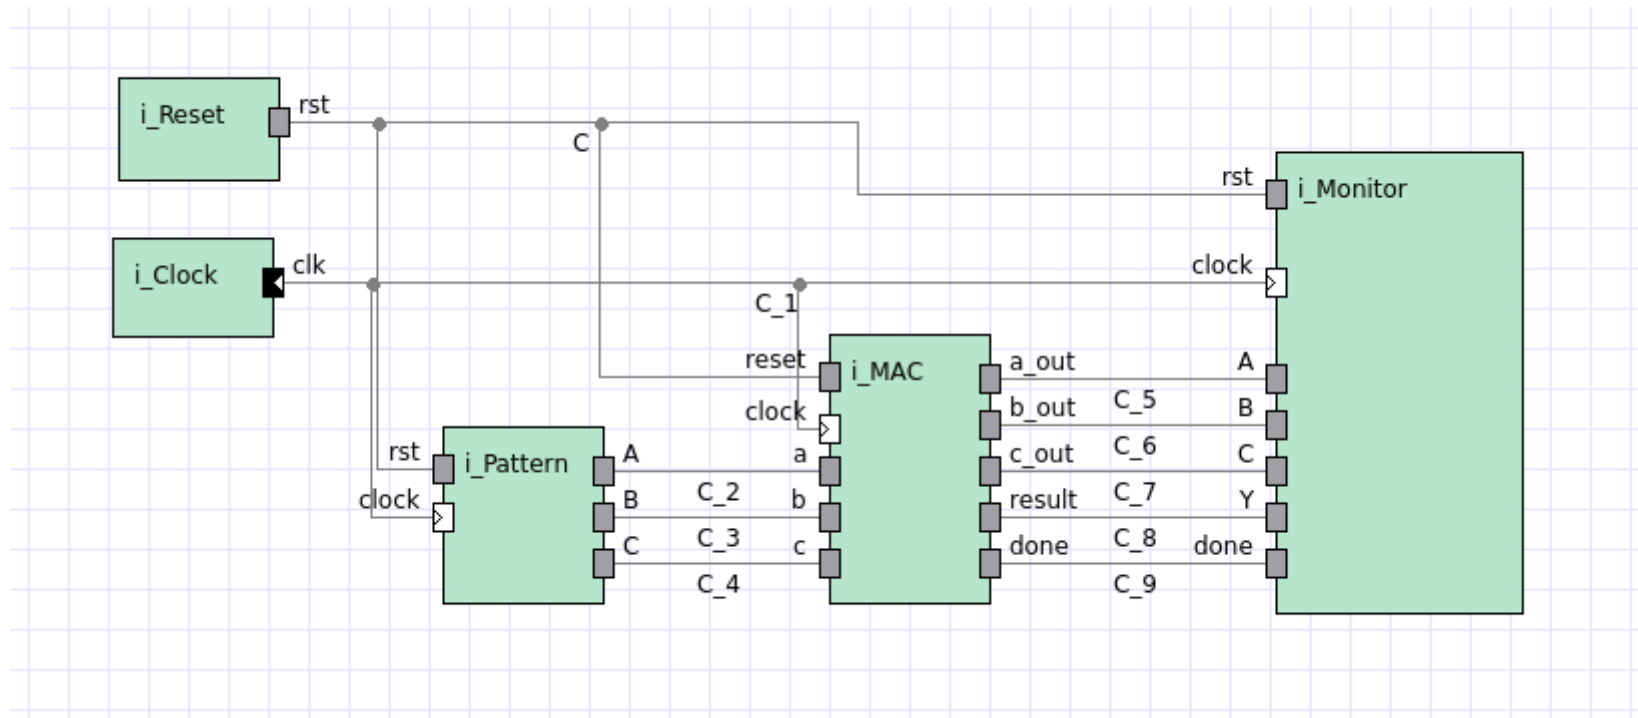 i_Reset
rst
C
rst
i_Monitor
i_Clock
clk
clock
C_1
reset
i_MAC
a_out
A
clock
b_out
C_5
B
rst
i_Pattern
A
a
c_out
C_6
C
clock
B
C_2
b
result
C_7
Y
C
C_3
c
done
C_8
done
C_4
C_9